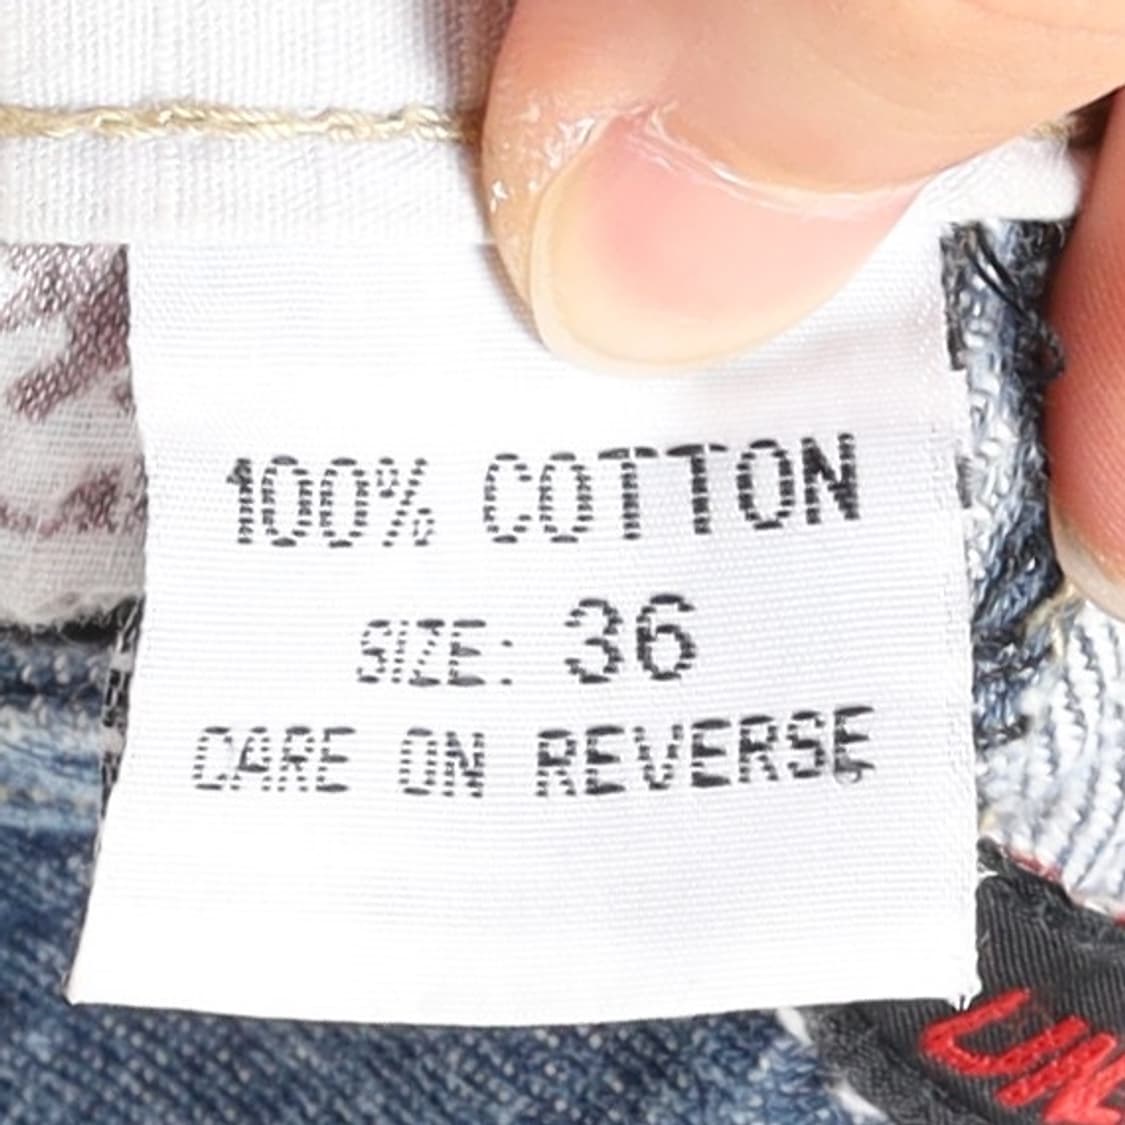 100% COTTON
SIZE: 36
CARE ON REVERSE